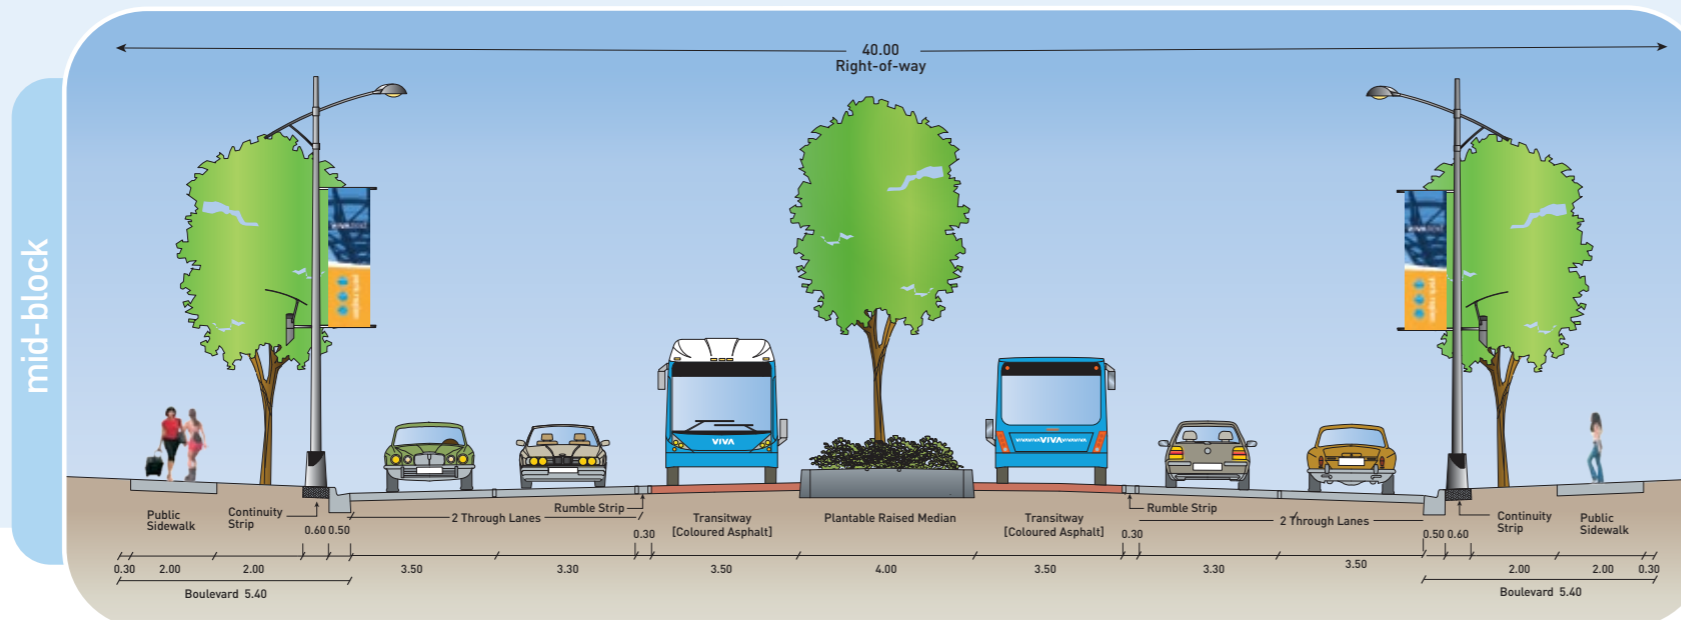 mid-block
40.00
Right-of-way
VIVA
VIVA
Public
Sidewalk
Continuity
Strip
2 Through Lanes
Rumble Strip
Transitway
[Coloured Asphalt]
Plantable Raised Median
Transitway
[Coloured Asphalt]
Rumble Strip
2 Through Lanes
Continuity
Strip
Public
Sidewalk
0.60 0.50
0.30
0.30
0.50 0.60
0.30 2.00 2.00 3.50 3.30 3.50 4.00 3.50 3.30 3.50 2.00 2.00 0.30
Boulevard 5.40
Boulevard 5.40